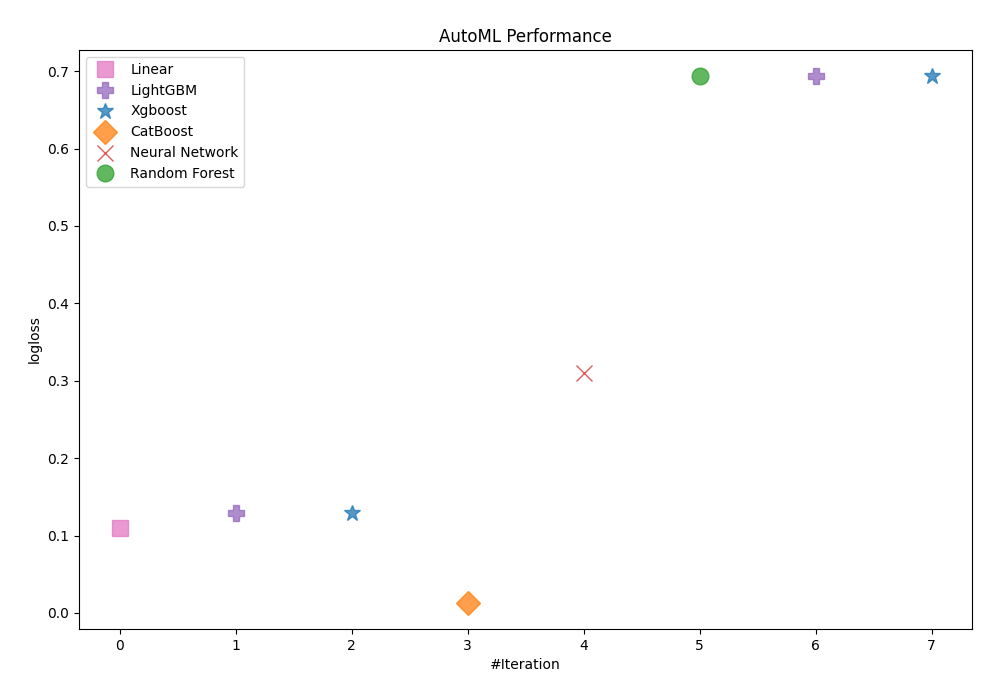 AutoML Performance
Linear
LightGBM
Xgboost
CatBoost
Neural Network
Random Forest
logloss
0.7
0.6
0.5
0.4
0.3
0.2
0.1
0.0
0 1 2 3 4 5 6 7
#Iteration